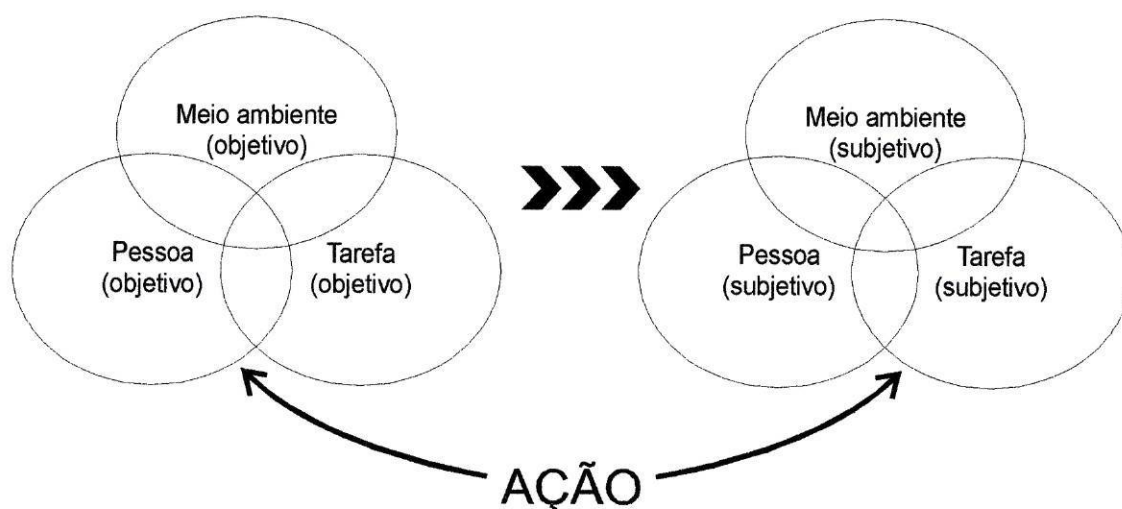 Meio ambiente
(objetivo)
Pessoa
(objetivo)
Tarefa
(objetivo)
Meio ambiente
(subjetivo)
Pessoa
(subjetivo)
Tarefa
(subjetivo)
AÇÃO